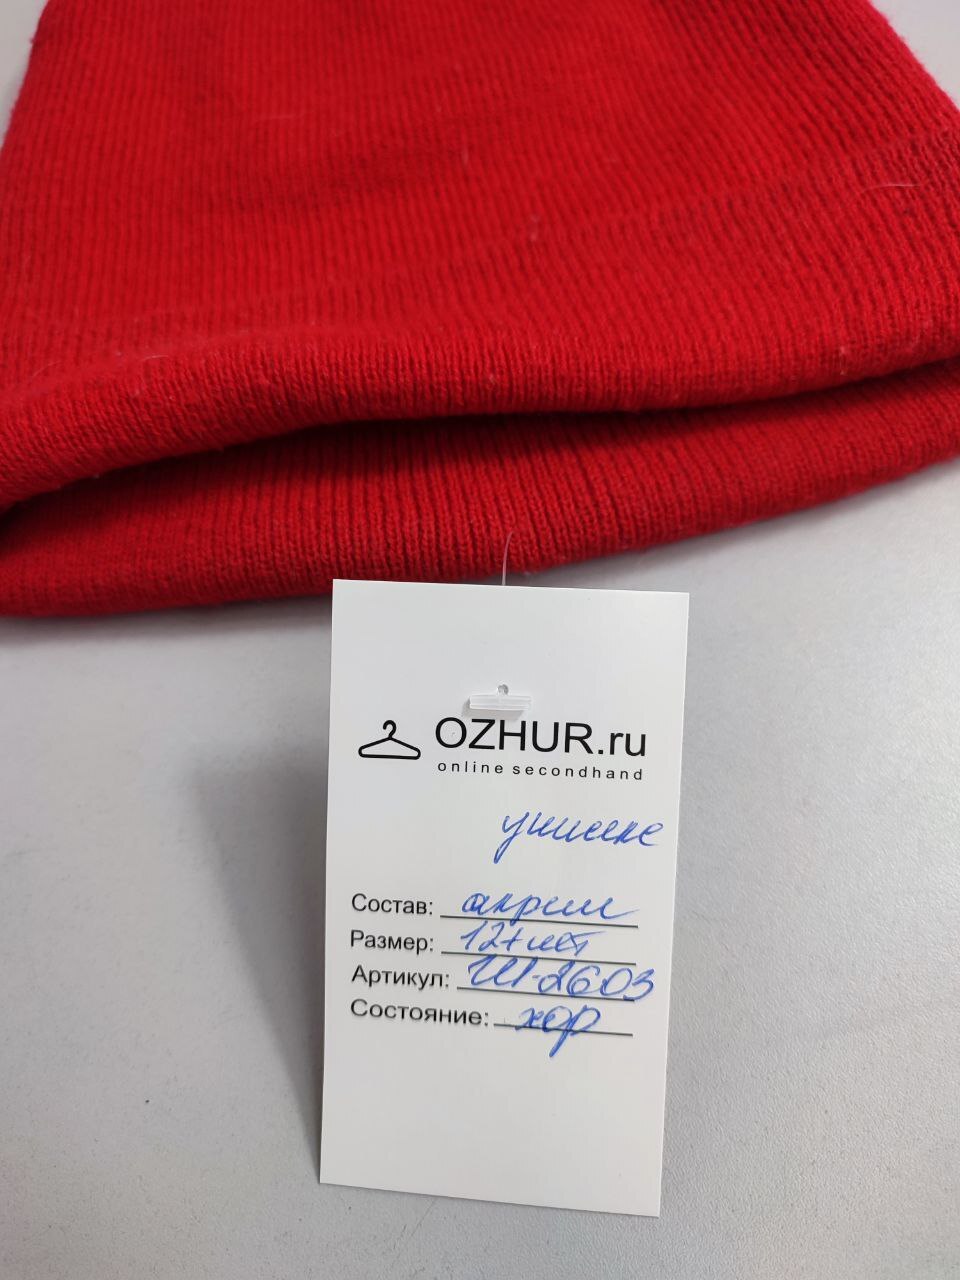 OZHUR.ru
online secondhand
унисекс
Состав: акрил
Размер: 12+ лет
Артикул: Ш-2603
Состояние: хор